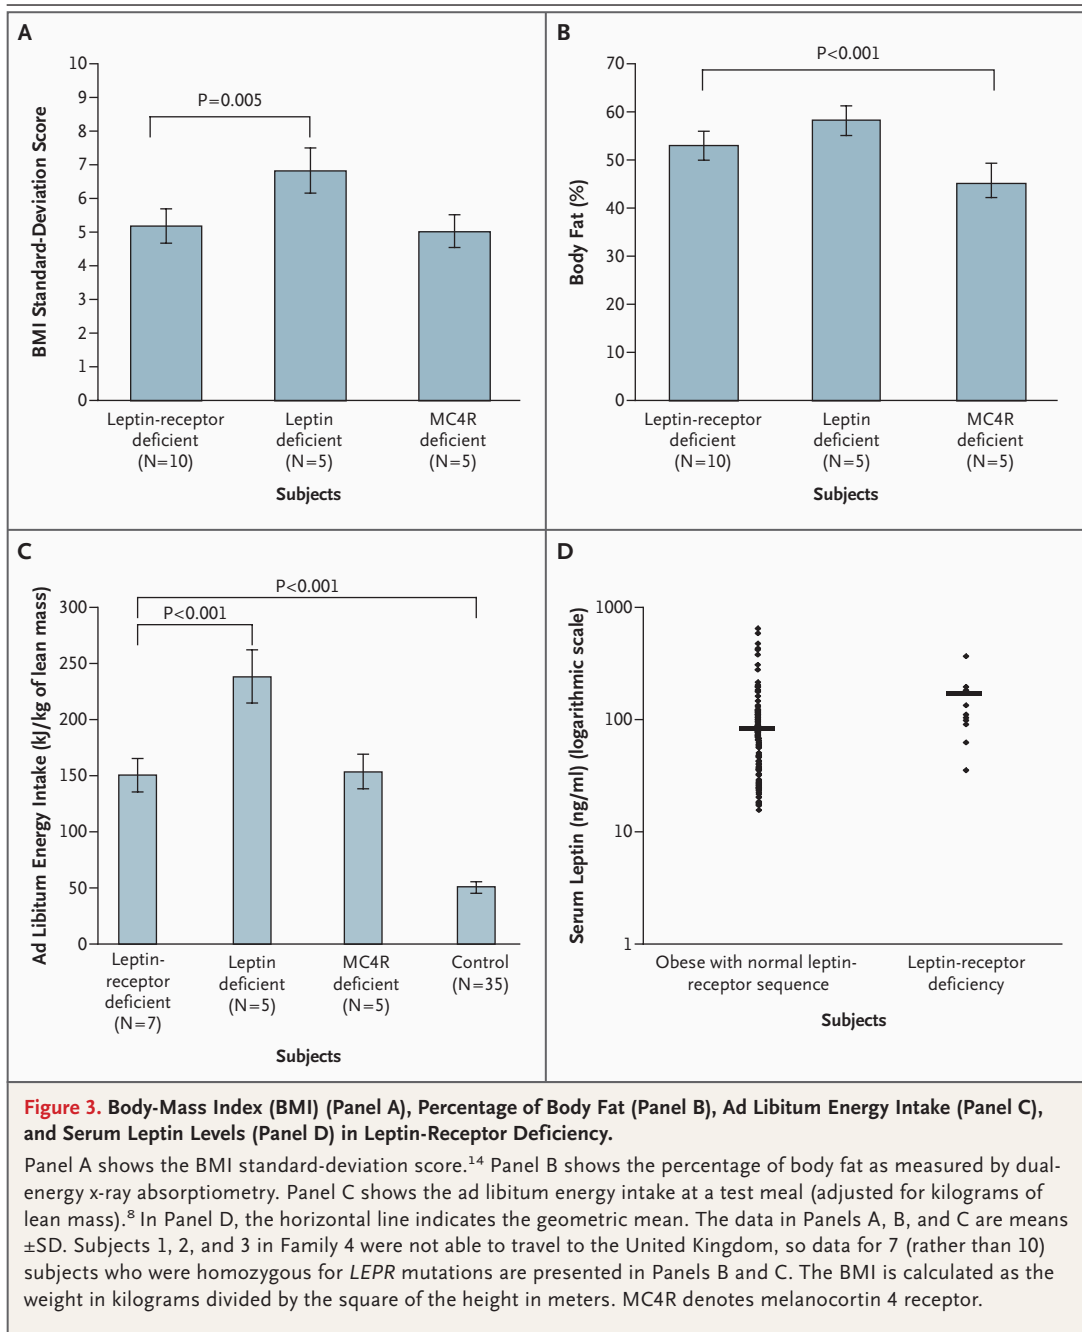 A
BMI Standard-Deviation Score
10
9
8
7
6
5
4
3
2
1
0
P=0.005
Leptin-receptor
deficient
(N=10)
Leptin
deficient
(N=5)
MC4R
deficient
(N=5)
Subjects
B
Body Fat (%)
70
60
50
40
30
20
10
0
P<0.001
Leptin-receptor
deficient
(N=10)
Leptin
deficient
(N=5)
MC4R
deficient
(N=5)
Subjects
C
Ad Libitum Energy Intake (kJ/kg of lean mass)
300
250
200
150
100
50
0
P<0.001
P<0.001
Leptin-
receptor
deficient
(N=7)
Leptin
deficient
(N=5)
MC4R
deficient
(N=5)
Control
(N=35)
Subjects
D
Serum Leptin (ng/ml) (logarithmic scale)
1000
100
10
1
Obese with normal leptin-
receptor sequence
Leptin-receptor
deficiency
Subjects
Figure 3. Body-Mass Index (BMI) (Panel A), Percentage of Body Fat (Panel B), Ad Libitum Energy Intake (Panel C),
and Serum Leptin Levels (Panel D) in Leptin-Receptor Deficiency.
Panel A shows the BMI standard-deviation score.¹⁴ Panel B shows the percentage of body fat as measured by dual-
energy x-ray absorptiometry. Panel C shows the ad libitum energy intake at a test meal (adjusted for kilograms of
lean mass).⁸ In Panel D, the horizontal line indicates the geometric mean. The data in Panels A, B, and C are means
±SD. Subjects 1, 2, and 3 in Family 4 were not able to travel to the United Kingdom, so data for 7 (rather than 10)
subjects who were homozygous for LEPR mutations are presented in Panels B and C. The BMI is calculated as the
weight in kilograms divided by the square of the height in meters. MC4R denotes melanocortin 4 receptor.